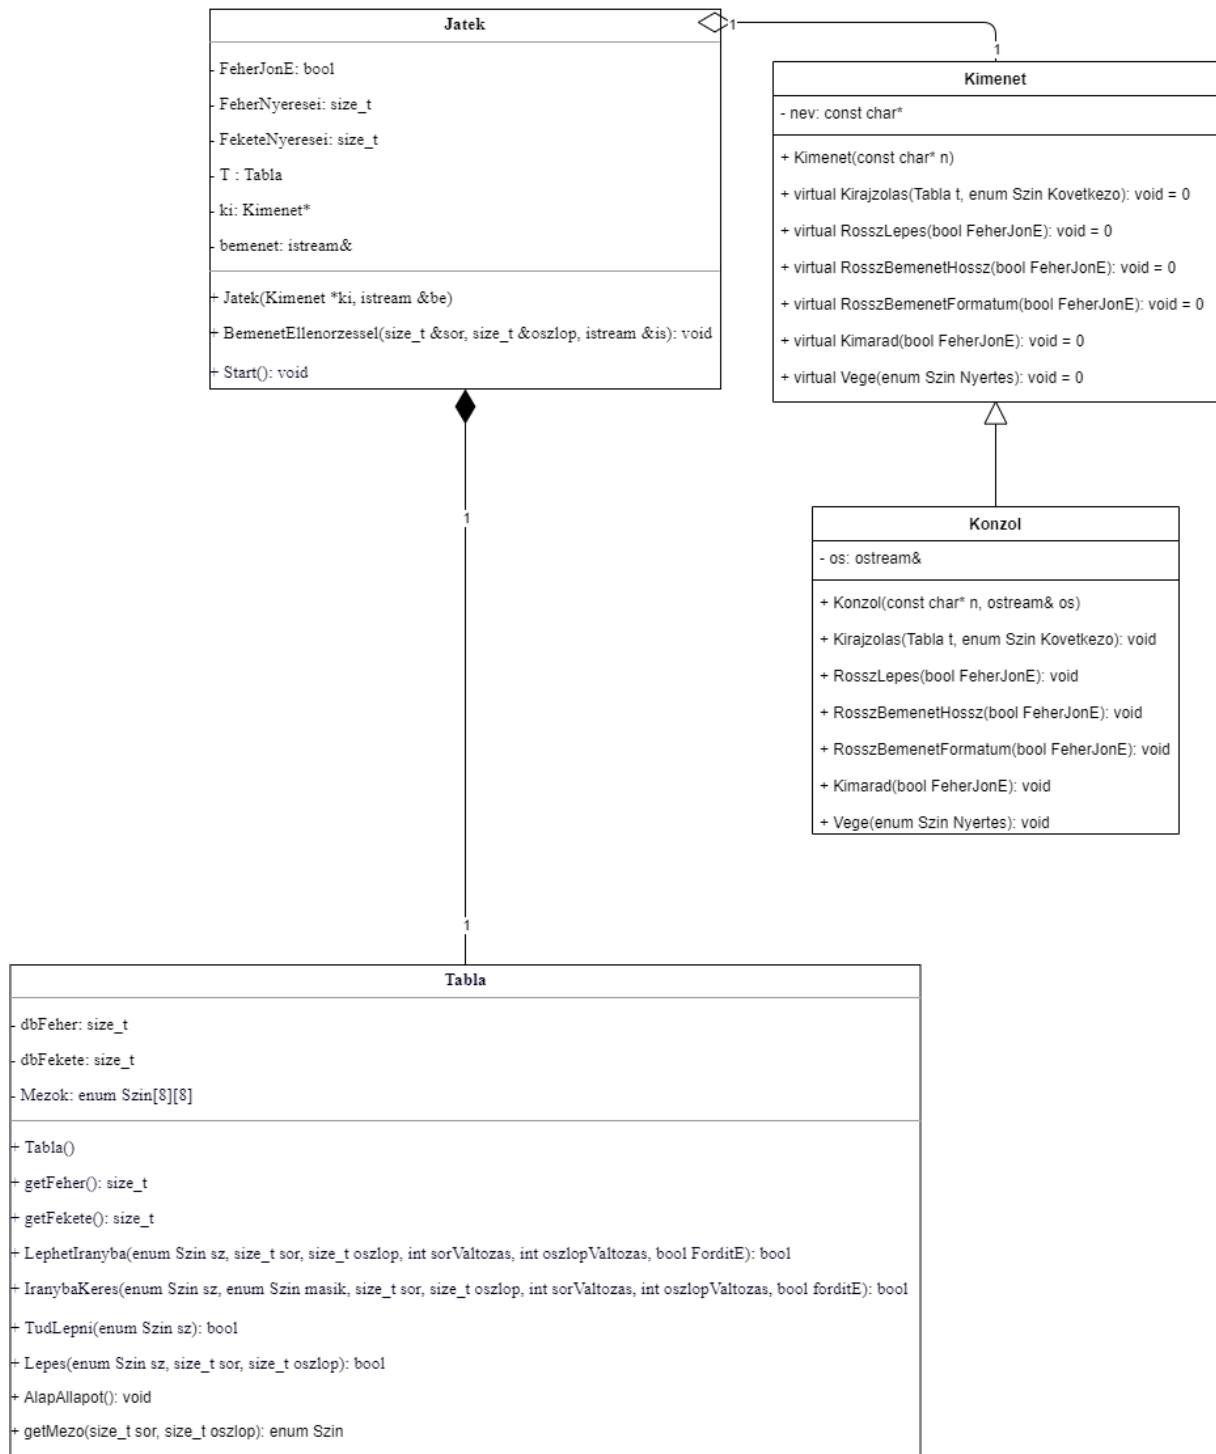 Jatek
- FeherJonE: bool
- FeherNyeresei: size_t
- FeketeNyeresei: size_t
- T : Tabla
- ki: Kimenet*
- bemenet: istream&
+ Jatek(Kimenet *ki, istream &be)
+ BemenetEllenorzessel(size_t &sor, size_t &oszlop, istream &is): void
+ Start(): void
1
1
Kimenet
- nev: const char*
+ Kimenet(const char* n)
+ virtual Kirajzolas(Tabla t, enum Szin Kovetkezo): void = 0
+ virtual RosszLepes(bool FeherJonE): void = 0
+ virtual RosszBemenetHossz(bool FeherJonE): void = 0
+ virtual RosszBemenetFormatum(bool FeherJonE): void = 0
+ virtual Kimarad(bool FeherJonE): void = 0
+ virtual Vege(enum Szin Nyertes): void = 0
Konzol
- os: ostream&
+ Konzol(const char* n, ostream& os)
+ Kirajzolas(Tabla t, enum Szin Kovetkezo): void
+ RosszLepes(bool FeherJonE): void
+ RosszBemenetHossz(bool FeherJonE): void
+ RosszBemenetFormatum(bool FeherJonE): void
+ Kimarad(bool FeherJonE): void
+ Vege(enum Szin Nyertes): void
1
1
Tabla
- dbFeher: size_t
- dbFekete: size_t
- Mezok: enum Szin[8][8]
+ Tabla()
+ getFeher(): size_t
+ getFekete(): size_t
+ LephetIranyba(enum Szin sz, size_t sor, size_t oszlop, int sorValtozas, int oszlopValtozas, bool ForditE): bool
+ IranybaKeres(enum Szin sz, enum Szin masik, size_t sor, size_t oszlop, int sorValtozas, int oszlopValtozas, bool forditE): bool
+ TudLepni(enum Szin sz): bool
+ Lepes(enum Szin sz, size_t sor, size_t oszlop): bool
+ AlapAllapot(): void
+ getMezo(size_t sor, size_t oszlop): enum Szin